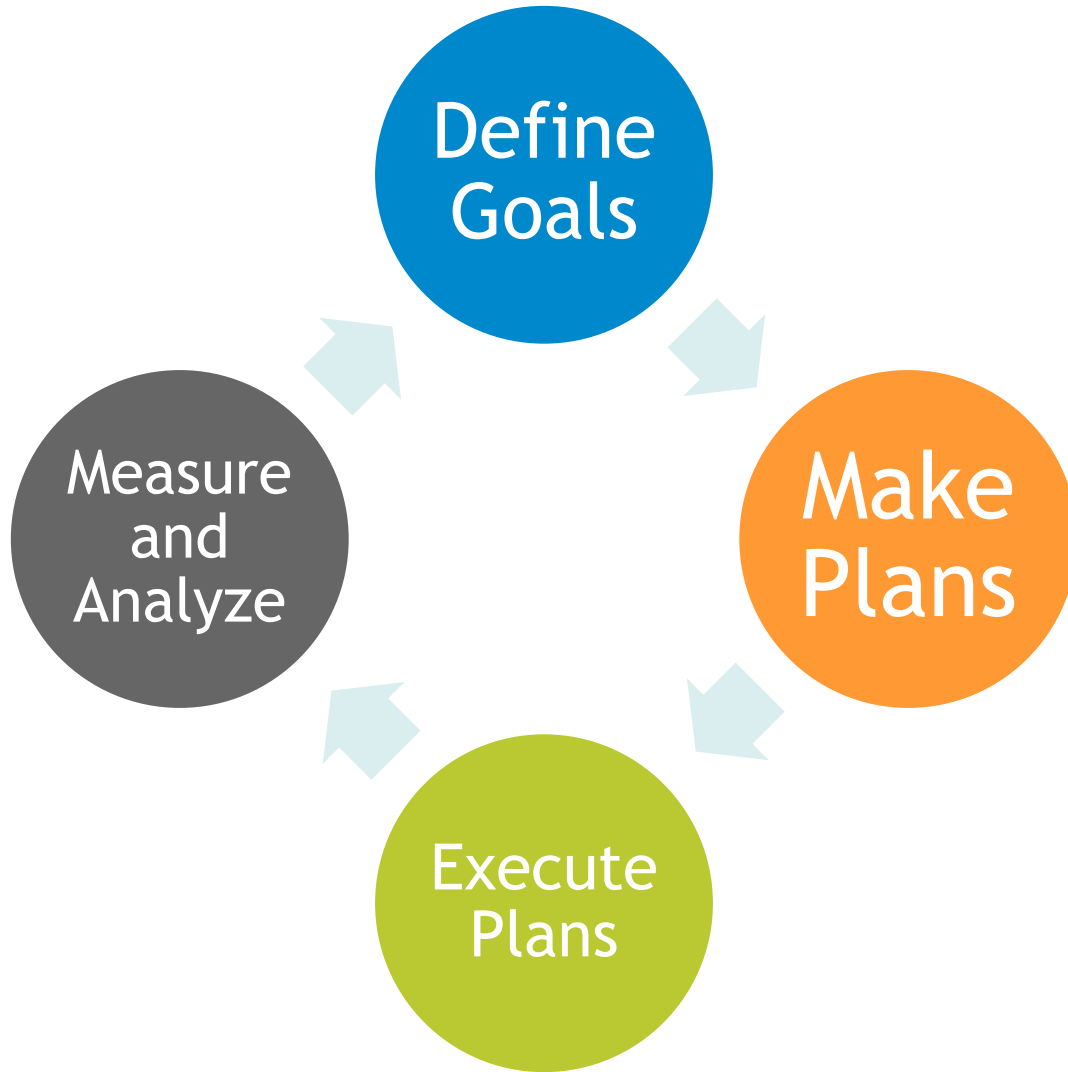 Define
Goals
Make
Plans
Execute
Plans
Measure
and
Analyze